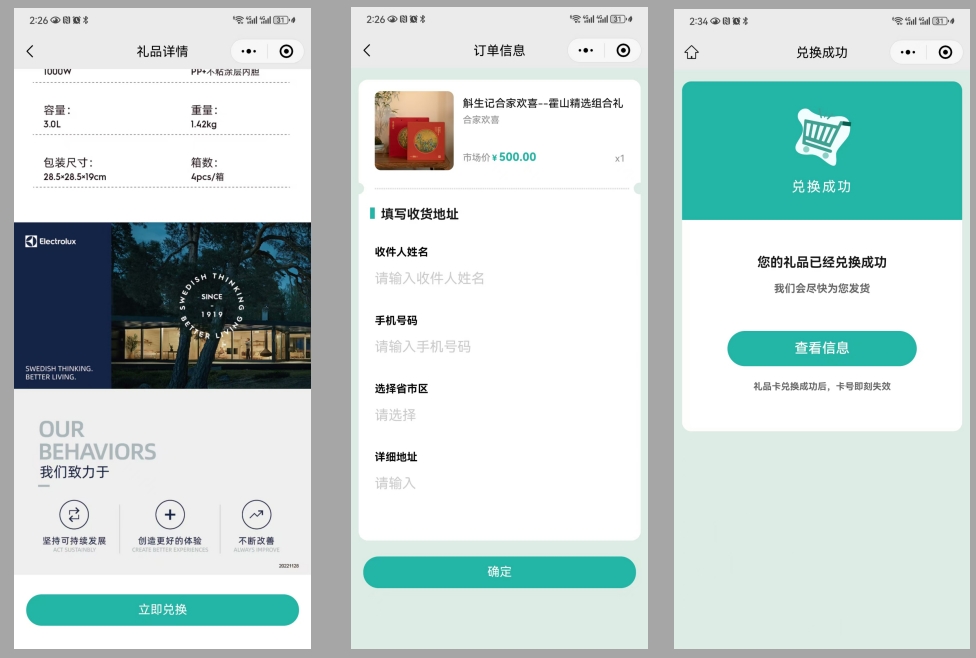 2:26
31
礼品详情
1000W
PP+不粘涂层内胆
容量：
重量：
3.0L
1.42kg
包装尺寸：
箱数：
28.5×28.5×19cm
4pcs/箱
Electrolux
SWEDISH THINKING
SINCE
1919
BETTER LIVING
SWEDISH THINKING.
BETTER LIVING.
OUR
BEHAVIORS
我们致力于
坚持可持续发展
创造更好的体验
不断改善
ACT SUSTAINABLY
CREATE BETTER EXPERIENCES
ALWAYS IMPROVE
20221128
立即兑换
2:26
31
订单信息
斛生记合家欢喜--霍山精选组合礼
合家欢喜
市场价 ¥ 500.00
x1
填写收货地址
收件人姓名
请输入收件人姓名
手机号码
请输入手机号码
选择省市区
请选择
详细地址
请输入
确定
2:34
31
兑换成功
兑换成功
您的礼品已经兑换成功
我们会尽快为您发货
查看信息
礼品卡兑换成功后，卡号即刻失效